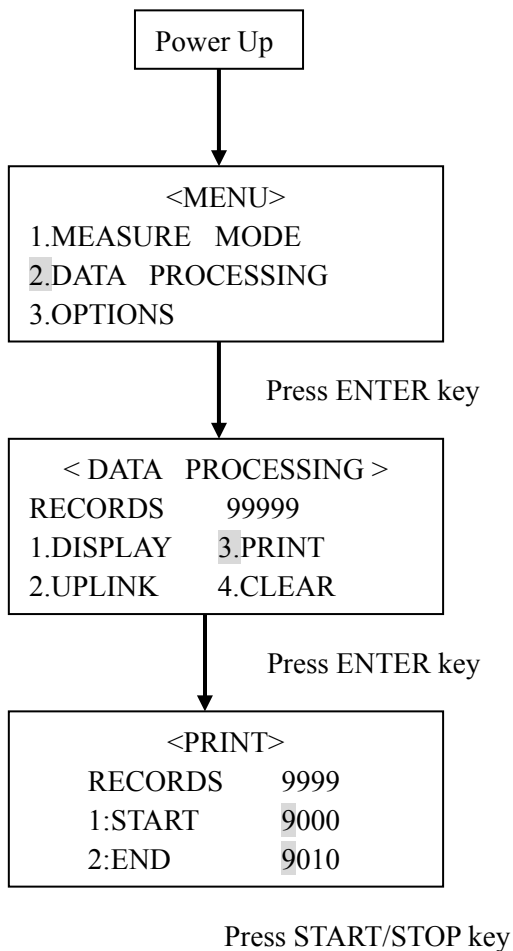 Power Up
<MENU>
1.MEASURE MODE
2.DATA PROCESSING
3.OPTIONS
Press ENTER key
< DATA PROCESSING >
RECORDS 99999
1.DISPLAY 3.PRINT
2.UPLINK 4.CLEAR
Press ENTER key
<PRINT>
RECORDS 9999
1:START 9000
2:END 9010
Press START/STOP key